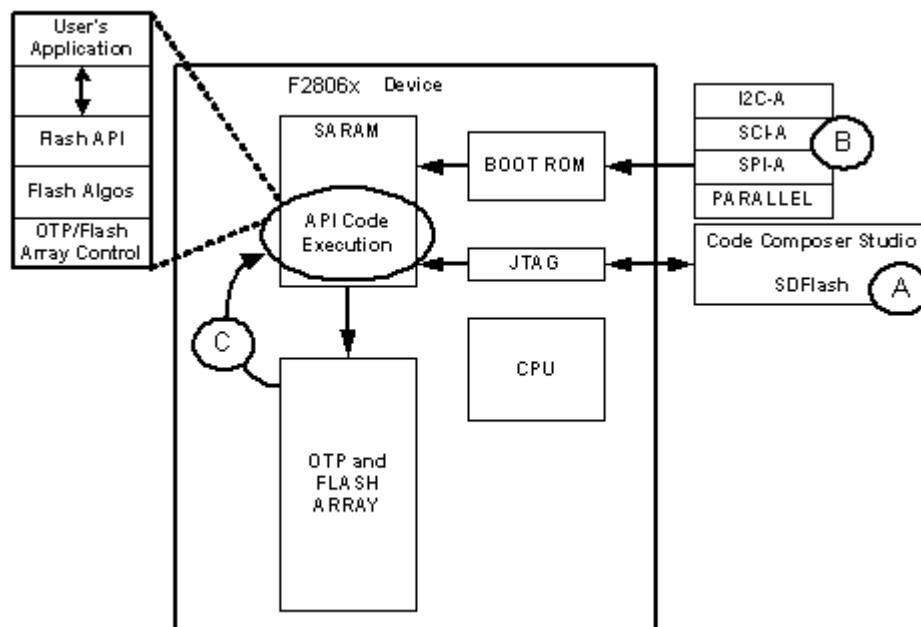 User's
Application
Flash API
Flash Algos
OTP/Flash
Array Control
F2806x Device
SARAM
API Code
Execution
BOOT ROM
JTAG
CPU
OTP and
FLASH
ARRAY
C
I2C-A
SCI-A
SPI-A
PARALLEL
B
Code Composer Studio
SDFlash
A